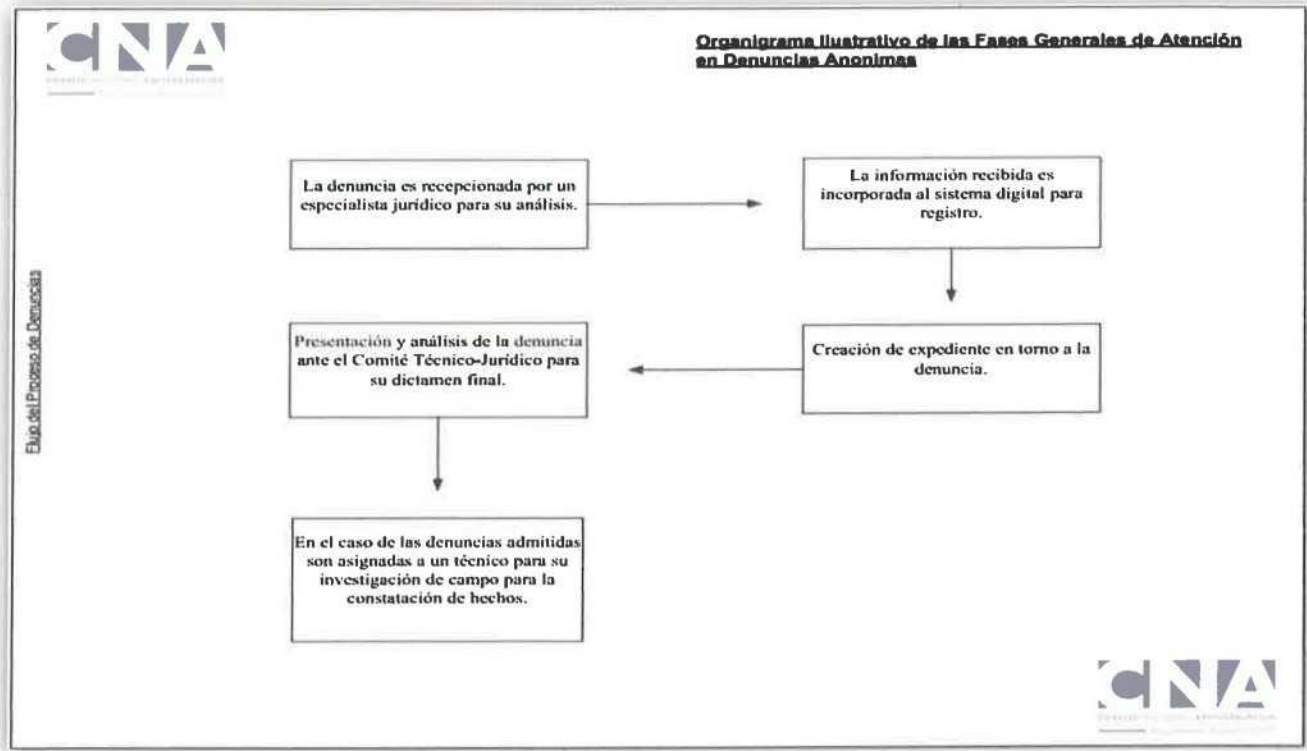 CNA
Organigrama Ilustrativo de las Fases Generales de Atención
en Denuncias Anonimas
La denuncia es recepcionada por un
especialista jurídico para su análisis.
La información recibida es
incorporada al sistema digital para
registro.
Flujo del Proceso de Denuncias
Presentación y análisis de la denuncia
ante el Comité Técnico-Jurídico para
su dictamen final.
Creación de expediente en torno a la
denuncia.
En el caso de las denuncias admitidas
son asignadas a un técnico para su
investigación de campo para la
constatación de hechos.
CNA